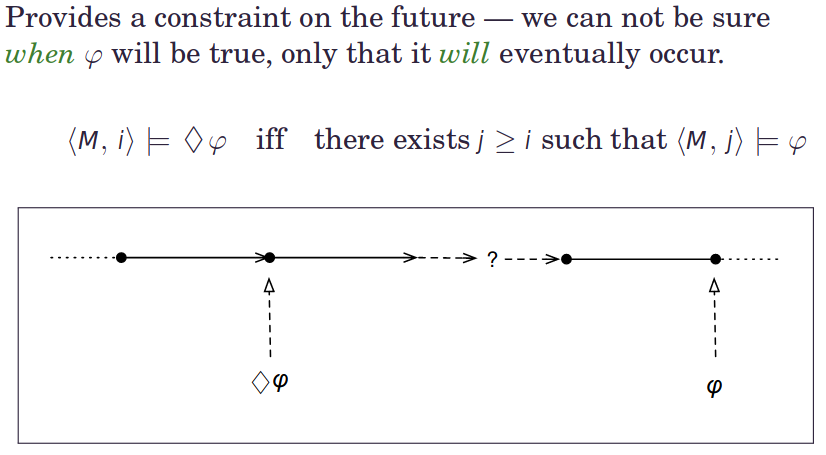 Provides a constraint on the future — we can not be sure
when φ will be true, only that it will eventually occur.
⟨M, i⟩ ⊨ ◇φ iff there exists j ≥ i such that ⟨M, j⟩ ⊨ φ
?
◇φ
φ